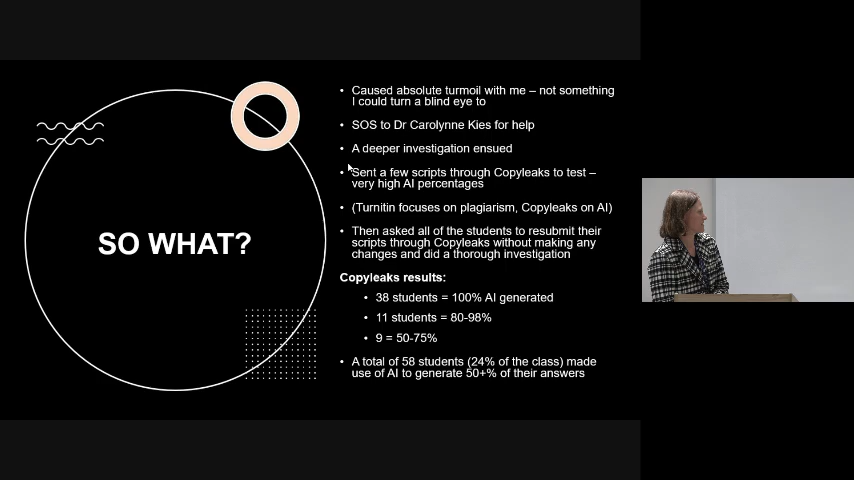 SO WHAT?
• Caused absolute turmoil with me – not something
I could turn a blind eye to
• SOS to Dr Carolynne Kies for help
• A deeper investigation ensued
• Sent a few scripts through Copyleaks to test –
very high AI percentages
• (Turnitin focuses on plagiarism, Copyleaks on AI)
• Then asked all of the students to resubmit their
scripts through Copyleaks without making any
changes and did a thorough investigation
Copyleaks results:
• 38 students = 100% AI generated
• 11 students = 80-98%
• 9 = 50-75%
• A total of 58 students (24% of the class) made
use of AI to generate 50+% of their answers